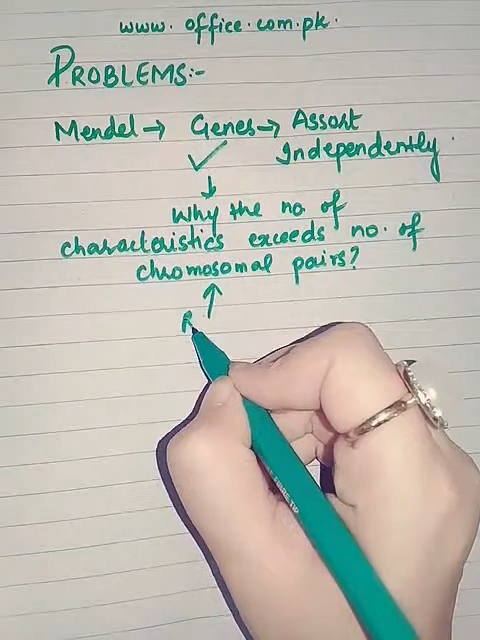 www.office.com.pk.
PROBLEMS:-
Mendel → Genes → Assort
Independently.
Why the no. of
characteristics exceeds no. of
chromosomal pairs?